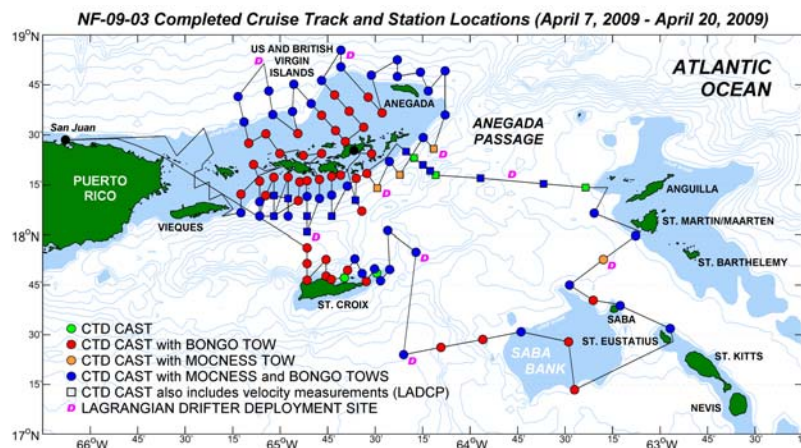 NF-09-03 Completed Cruise Track and Station Locations (April 7, 2009 - April 20, 2009)
19°N
45
30
15
18°N
45
30
15
17°N
66°W
15
45
30
15
65°W
45
30
15
64°W
45
30
15
63°W
45
US AND BRITISH
VIRGIN
ISLANDS
D
D
ANEGADA
ATLANTIC
OCEAN
ANEGADA
PASSAGE
San Juan
PUERTO
RICO
VIEQUES
D
D
D
D
ANGUILLA
ST. MARTIN/MAARTEN
ST. BARTHELEMY
D
D
D
ST. CROIX
SABA
ST. EUSTATIUS
SABA
BANK
ST. KITTS
NEVIS
CTD CAST
CTD CAST with BONGO TOW
CTD CAST with MOCNESS TOW
CTD CAST with MOCNESS and BONGO TOWS
CTD CAST also includes velocity measurements (LADCP)
D LAGRANGIAN DRIFTER DEPLOYMENT SITE